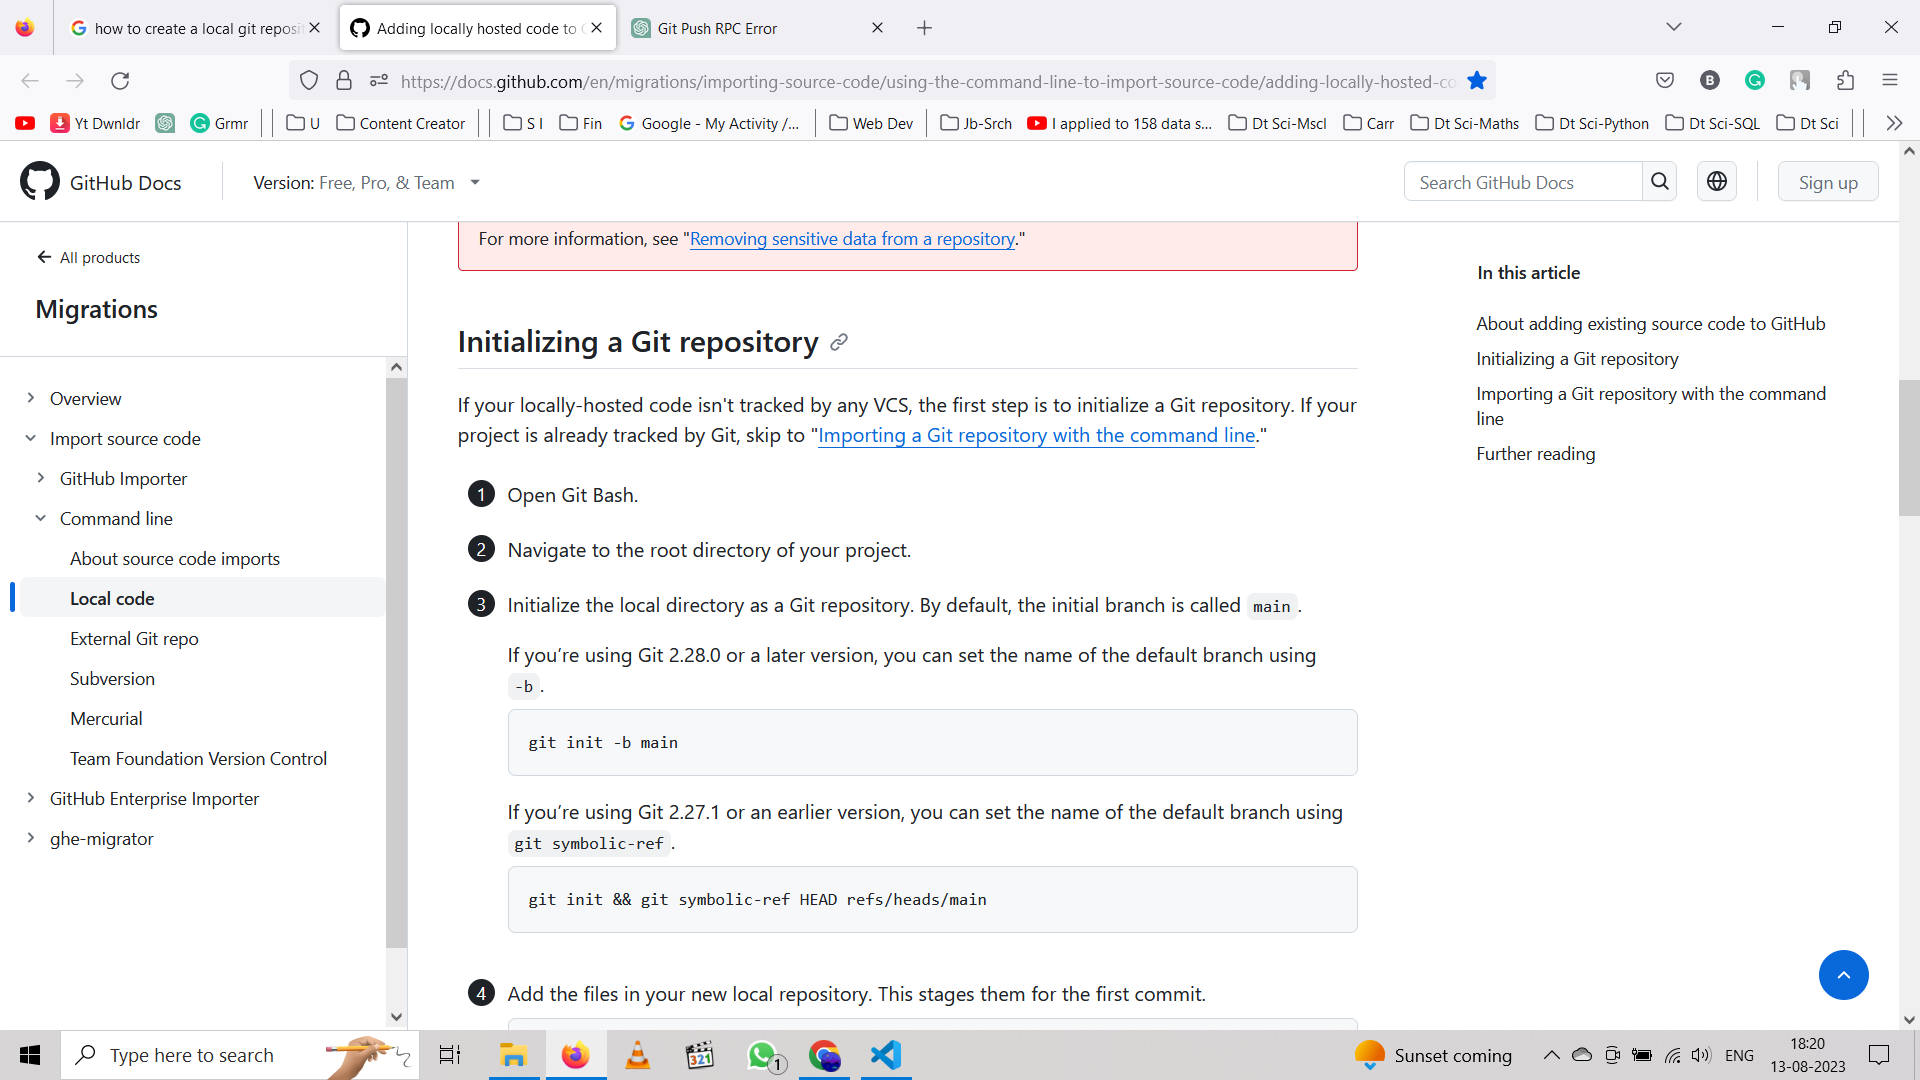 how to create a local git reposit
Adding locally hosted code to
Git Push RPC Error
https://docs.github.com/en/migrations/importing-source-code/using-the-command-line-to-import-source-code/adding-locally-hosted-co
B
Yt Dwnldr
Grmr
U
Content Creator
S I
Fin
Google - My Activity /...
Web Dev
Jb-Srch
I applied to 158 data s...
Dt Sci-Mscl
Carr
Dt Sci-Maths
Dt Sci-Python
Dt Sci-SQL
Dt Sci
GitHub Docs
Version: Free, Pro, & Team
Search GitHub Docs
Sign up
All products
Migrations
Overview
Import source code
GitHub Importer
Command line
About source code imports
Local code
External Git repo
Subversion
Mercurial
Team Foundation Version Control
GitHub Enterprise Importer
ghe-migrator
For more information, see "Removing sensitive data from a repository."
Initializing a Git repository
If your locally-hosted code isn't tracked by any VCS, the first step is to initialize a Git repository. If your
project is already tracked by Git, skip to "Importing a Git repository with the command line."
1 Open Git Bash.
2 Navigate to the root directory of your project.
3 Initialize the local directory as a Git repository. By default, the initial branch is called main.
If you’re using Git 2.28.0 or a later version, you can set the name of the default branch using
-b.
git init -b main
If you’re using Git 2.27.1 or an earlier version, you can set the name of the default branch using
git symbolic-ref.
git init && git symbolic-ref HEAD refs/heads/main
4 Add the files in your new local repository. This stages them for the first commit.
In this article
About adding existing source code to GitHub
Initializing a Git repository
Importing a Git repository with the command
line
Further reading
Type here to search
321
1
Sunset coming
ENG
18:20
13-08-2023